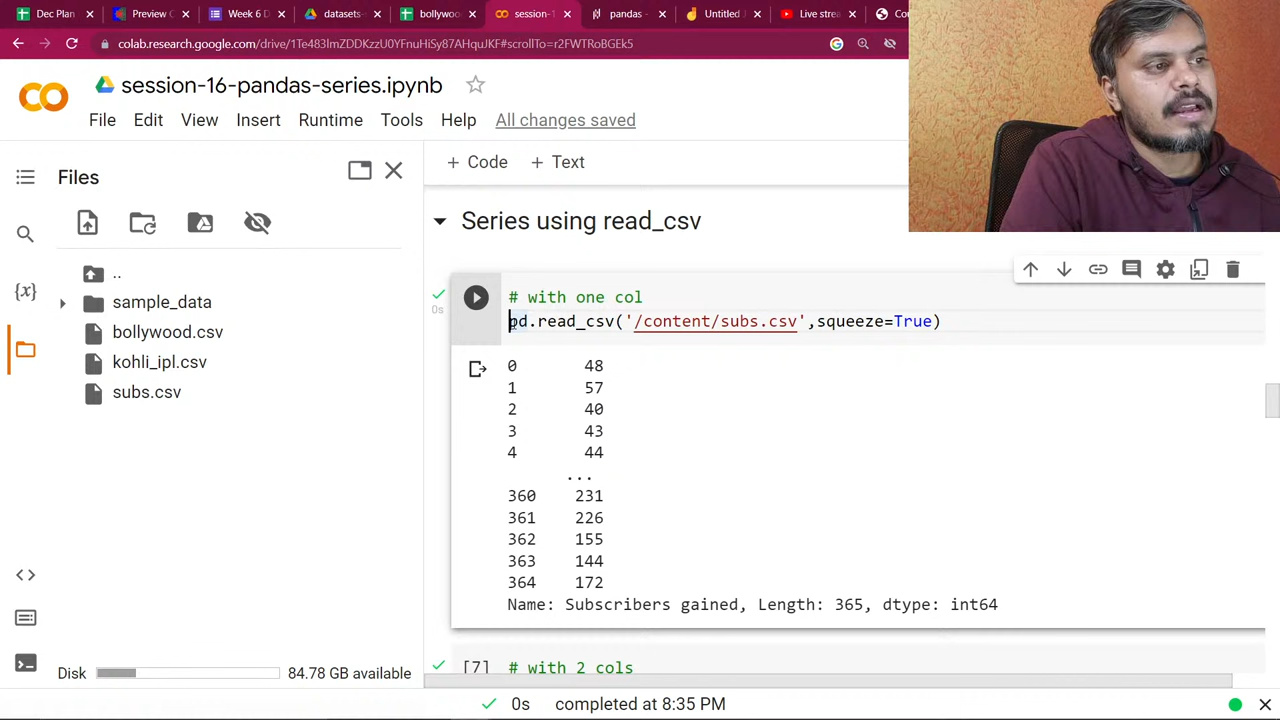 Dec Plan
Preview C
Week 6 D
datasets-
bollywoo
session-1
pandas -
Untitled J
Live strea
Cou
colab.research.google.com/drive/1Te483lmZDDKzzU0YFnuHiSy87AHquJKF#scrollTo=r2FWTRoBGEk5
session-16-pandas-series.ipynb
File Edit View Insert Runtime Tools Help All changes saved
Files
+ Code + Text
..
sample_data
bollywood.csv
kohli_ipl.csv
subs.csv
Disk 84.78 GB available
Series using read_csv
0s
# with one col
pd.read_csv('/content/subs.csv',squeeze=True)
0 48
1 57
2 40
3 43
4 44
...
360 231
361 226
362 155
363 144
364 172
Name: Subscribers gained, Length: 365, dtype: int64
[7] # with 2 cols
0s completed at 8:35 PM